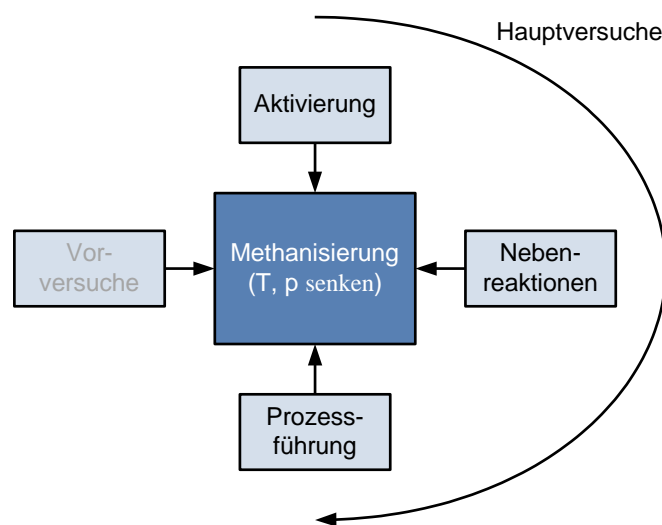 Hauptversuche
Aktivierung
Vor-
versuche
Methanisierung
(T, p senken)
Neben-
reaktionen
Prozess-
führung